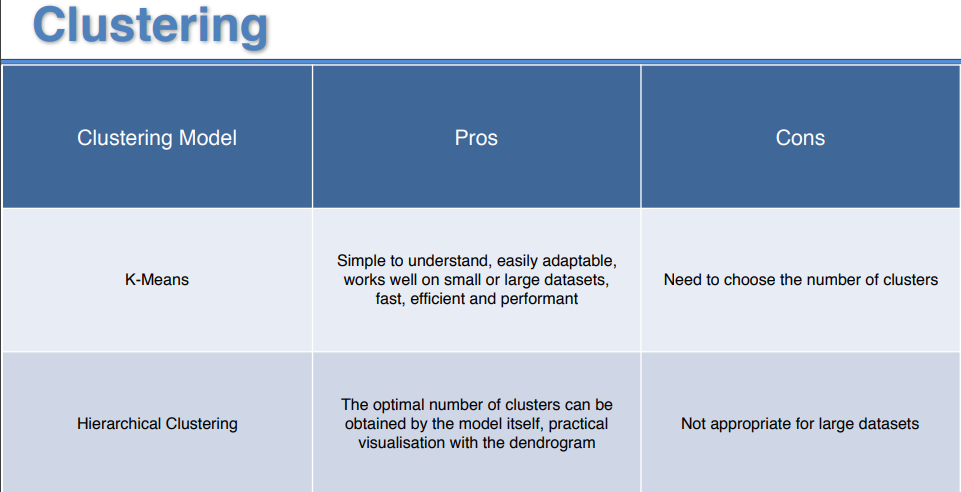 Clustering
Clustering Model
Pros
Cons
K-Means
Simple to understand, easily adaptable,
works well on small or large datasets,
fast, efficient and performant
Need to choose the number of clusters
Hierarchical Clustering
The optimal number of clusters can be
obtained by the model itself, practical
visualisation with the dendrogram
Not appropriate for large datasets